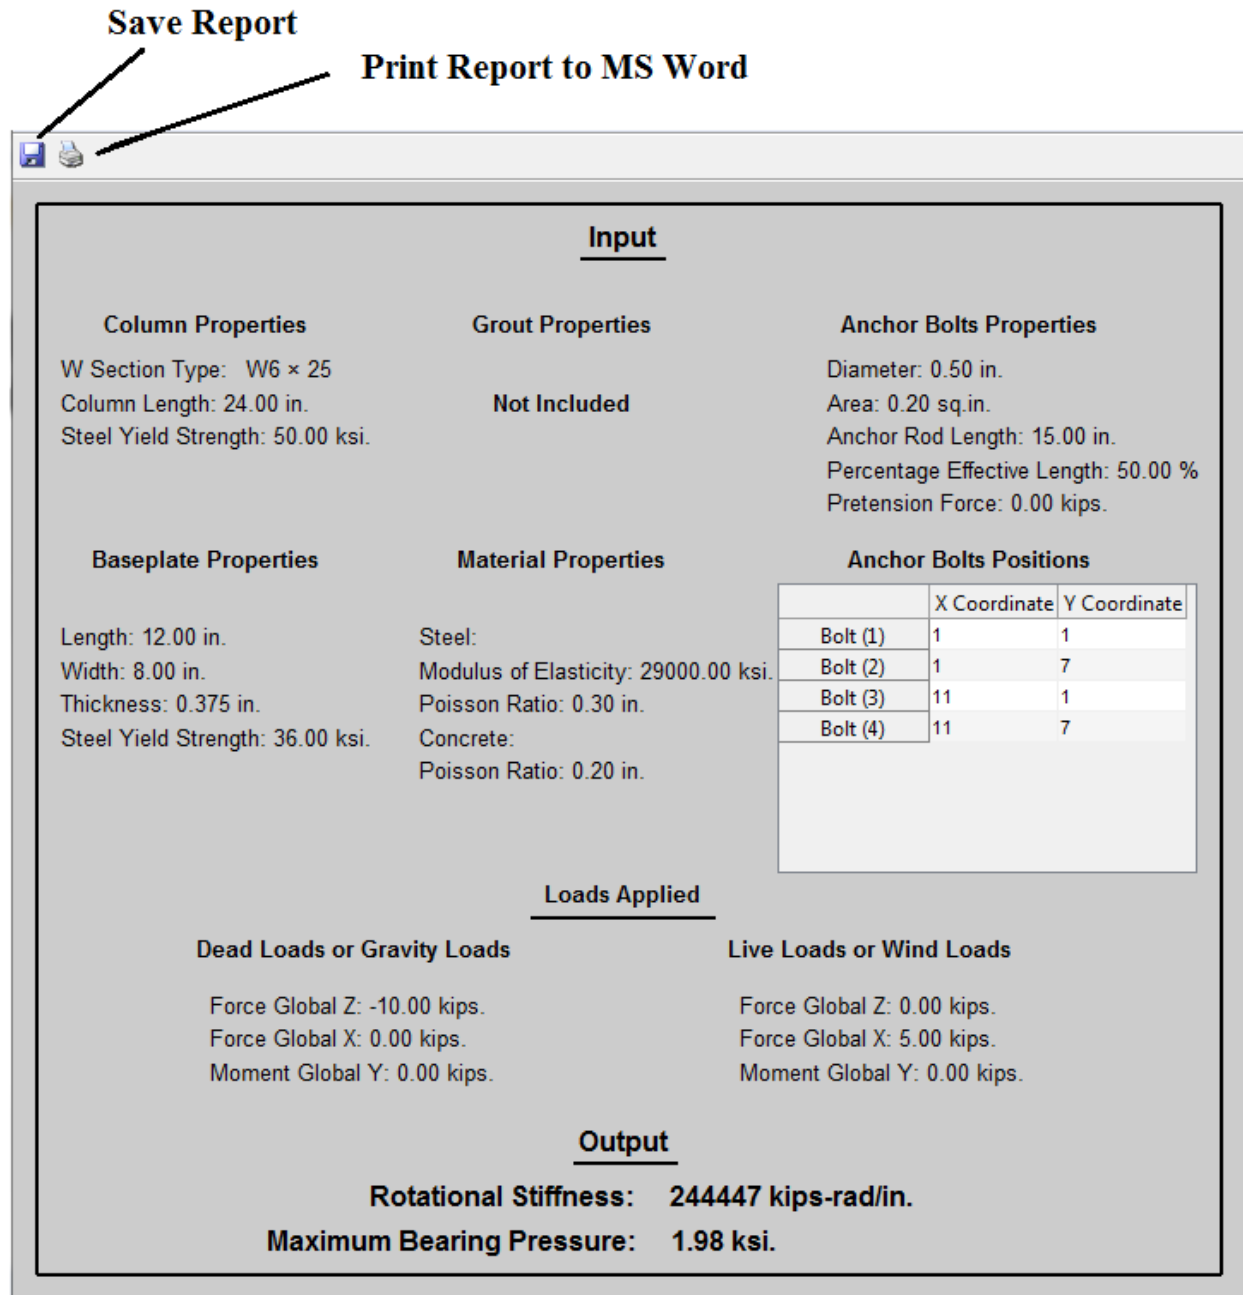 Save Report
Print Report to MS Word
Input
Column Properties
W Section Type: W6 × 25
Column Length: 24.00 in.
Steel Yield Strength: 50.00 ksi.
Grout Properties
Not Included
Anchor Bolts Properties
Diameter: 0.50 in.
Area: 0.20 sq.in.
Anchor Rod Length: 15.00 in.
Percentage Effective Length: 50.00 %
Pretension Force: 0.00 kips.
Baseplate Properties
Length: 12.00 in.
Width: 8.00 in.
Thickness: 0.375 in.
Steel Yield Strength: 36.00 ksi.
Material Properties
Steel:
Modulus of Elasticity: 29000.00 ksi.
Poisson Ratio: 0.30 in.
Concrete:
Poisson Ratio: 0.20 in.
Anchor Bolts Positions
X Coordinate Y Coordinate
Bolt (1) 1 1
Bolt (2) 1 7
Bolt (3) 11 1
Bolt (4) 11 7
Loads Applied
Dead Loads or Gravity Loads
Force Global Z: -10.00 kips.
Force Global X: 0.00 kips.
Moment Global Y: 0.00 kips.
Live Loads or Wind Loads
Force Global Z: 0.00 kips.
Force Global X: 5.00 kips.
Moment Global Y: 0.00 kips.
Output
Rotational Stiffness: 244447 kips-rad/in.
Maximum Bearing Pressure: 1.98 ksi.